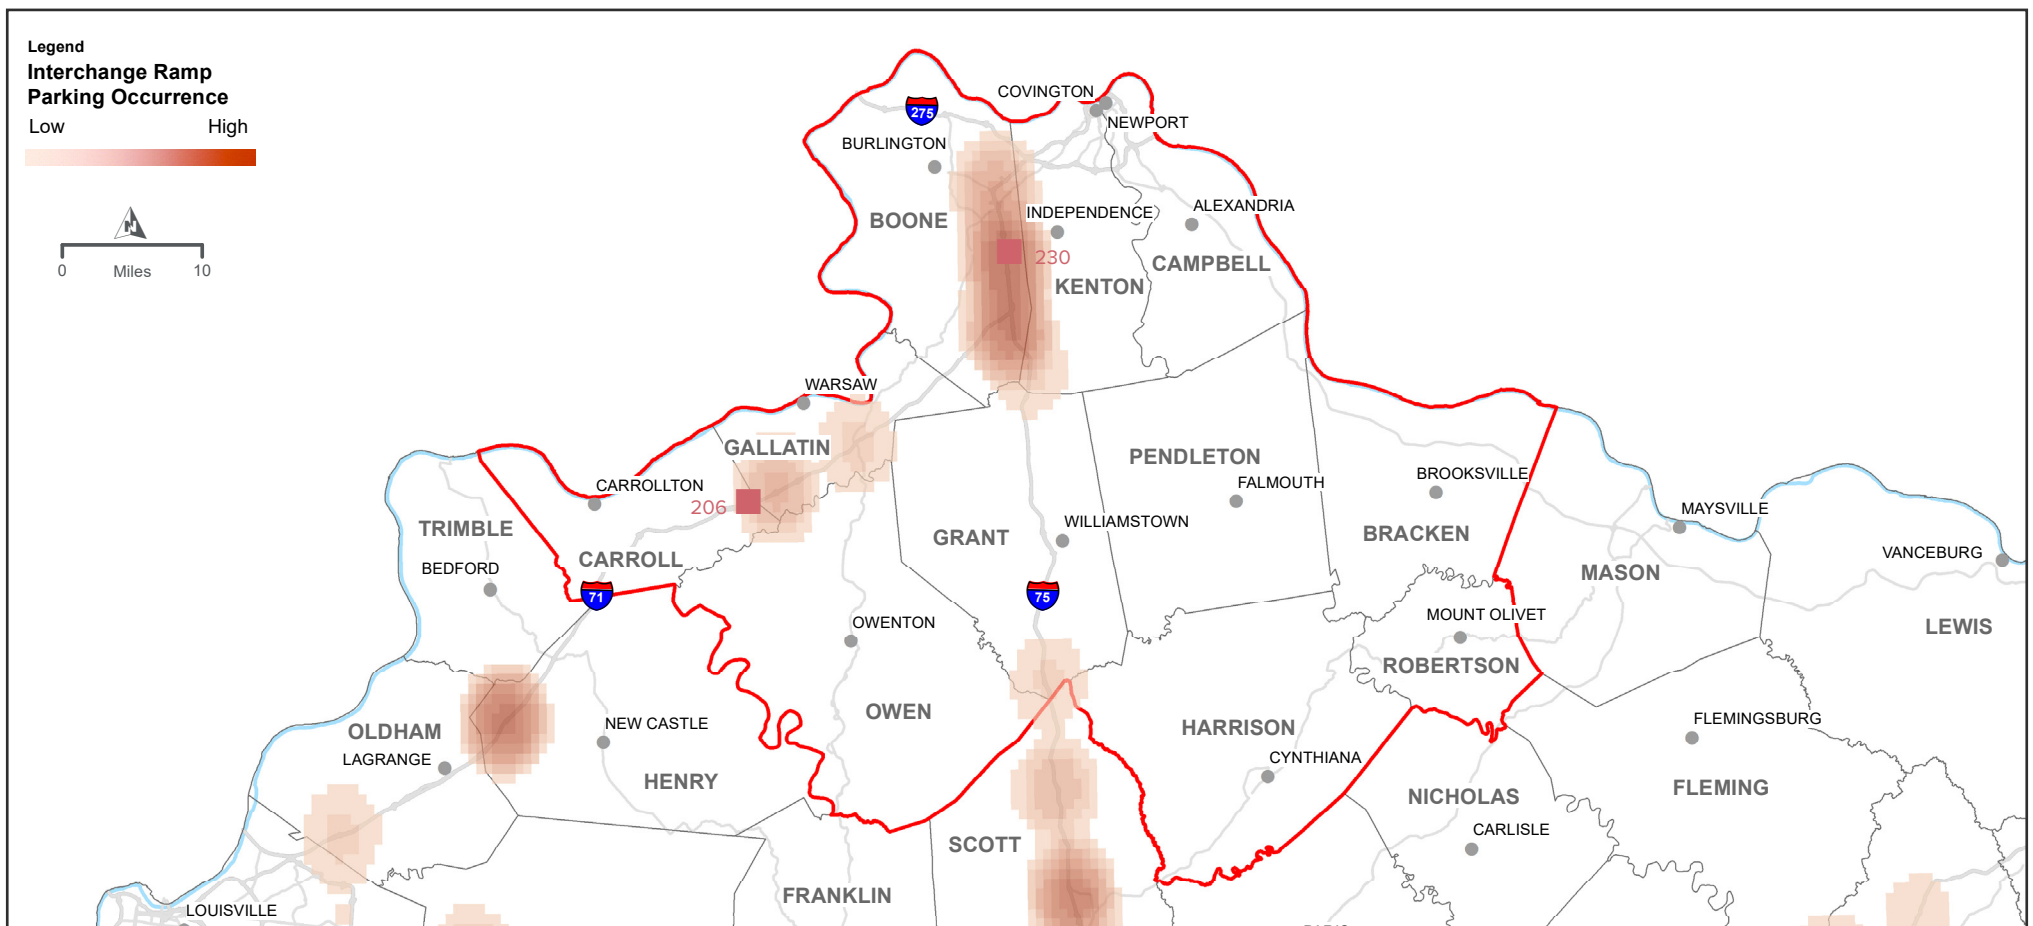 Legend
Interchange Ramp
Parking Occurrence
Low High
N
0 Miles 10
275
COVINGTON
NEWPORT
BURLINGTON
BOONE
INDEPENDENCE
ALEXANDRIA
230
CAMPBELL
KENTON
WARSAW
GALLATIN
CARROLLTON
206
PENDLETON
FALMOUTH
BROOKSVILLE
MAYSVILLE
TRIMBLE
WILLIAMSTOWN
GRANT
BRACKEN
VANCEBURG
CARROLL
BEDFORD
MASON
71
75
MOUNT OLIVET
OWENTON
LEWIS
ROBERTSON
OWEN
OLDHAM
NEW CASTLE
HARRISON
FLEMINGSBURG
LAGRANGE
CYNTHIANA
HENRY
NICHOLAS
FLEMING
SCOTT
CARLISLE
FRANKLIN
LOUISVILLE